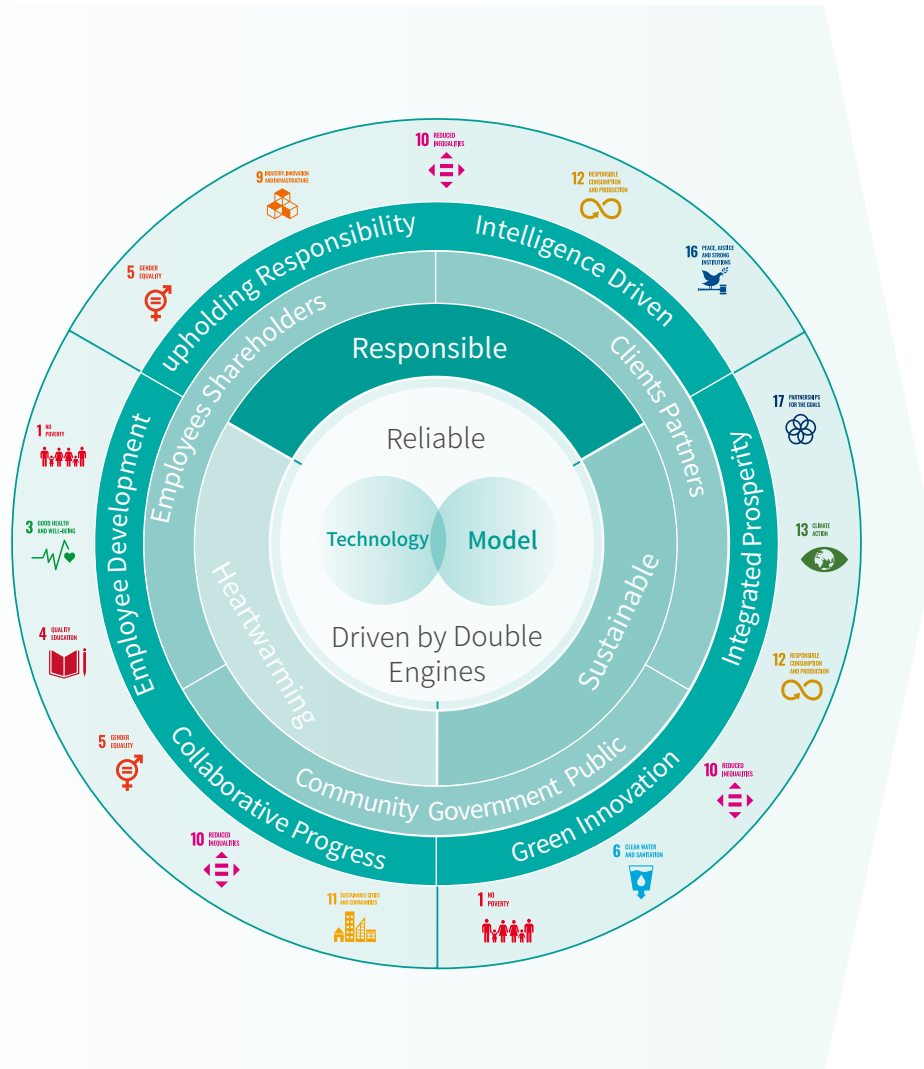 10 REDUCED
INEQUALITIES
9 INDUSTRY, INNOVATION
AND INFRASTRUCTURE
12 RESPONSIBLE
CONSUMPTION
AND PRODUCTION
5 GENDER
EQUALITY
16 PEACE, JUSTICE
AND STRONG
INSTITUTIONS
upholding Responsibility
Intelligence Driven
Employees Shareholders
Clients Partners
Responsible
Reliable
Technology
Model
Driven by Double
Engines
Heartwarming
Sustainable
Employee Development
Integrated Prosperity
1 NO
POVERTY
3 GOOD HEALTH
AND WELL-BEING
4 QUALITY
EDUCATION
17 PARTNERSHIPS
FOR THE GOALS
13 CLIMATE
ACTION
12 RESPONSIBLE
CONSUMPTION
AND PRODUCTION
Community Government Public
Collaborative Progress
Green Innovation
5 GENDER
EQUALITY
10 REDUCED
INEQUALITIES
11 SUSTAINABLE CITIES
AND COMMUNITIES
1 NO
POVERTY
6 CLEAN WATER
AND SANITATION
10 REDUCED
INEQUALITIES